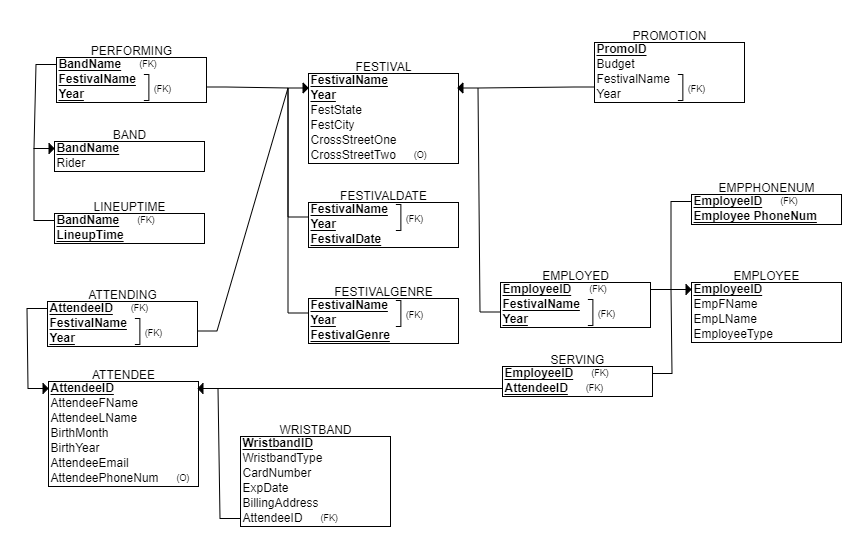 PERFORMING
BandName (FK)
FestivalName
Year (FK)
BAND
BandName
Rider
LINEUPTIME
BandName (FK)
LineupTime
ATTENDING
AttendeeID (FK)
FestivalName
Year (FK)
ATTENDEE
AttendeeID
AttendeeFName
AttendeeLName
BirthMonth
BirthYear
AttendeeEmail
AttendeePhoneNum (O)
FESTIVAL
FestivalName
Year
FestState
FestCity
CrossStreetOne
CrossStreetTwo (O)
FESTIVALDATE
FestivalName
Year (FK)
FestivalDate
FESTIVALGENRE
FestivalName
Year (FK)
FestivalGenre
WRISTBAND
WristbandID
WristbandType
CardNumber
ExpDate
BillingAddress
AttendeeID (FK)
PROMOTION
PromoID
Budget
FestivalName
Year (FK)
EMPPHONENUM
EmployeeID (FK)
Employee PhoneNum
EMPLOYED
EmployeeID (FK)
FestivalName
Year (FK)
EMPLOYEE
EmployeeID
EmpFName
EmpLName
EmployeeType
SERVING
EmployeeID (FK)
AttendeeID (FK)